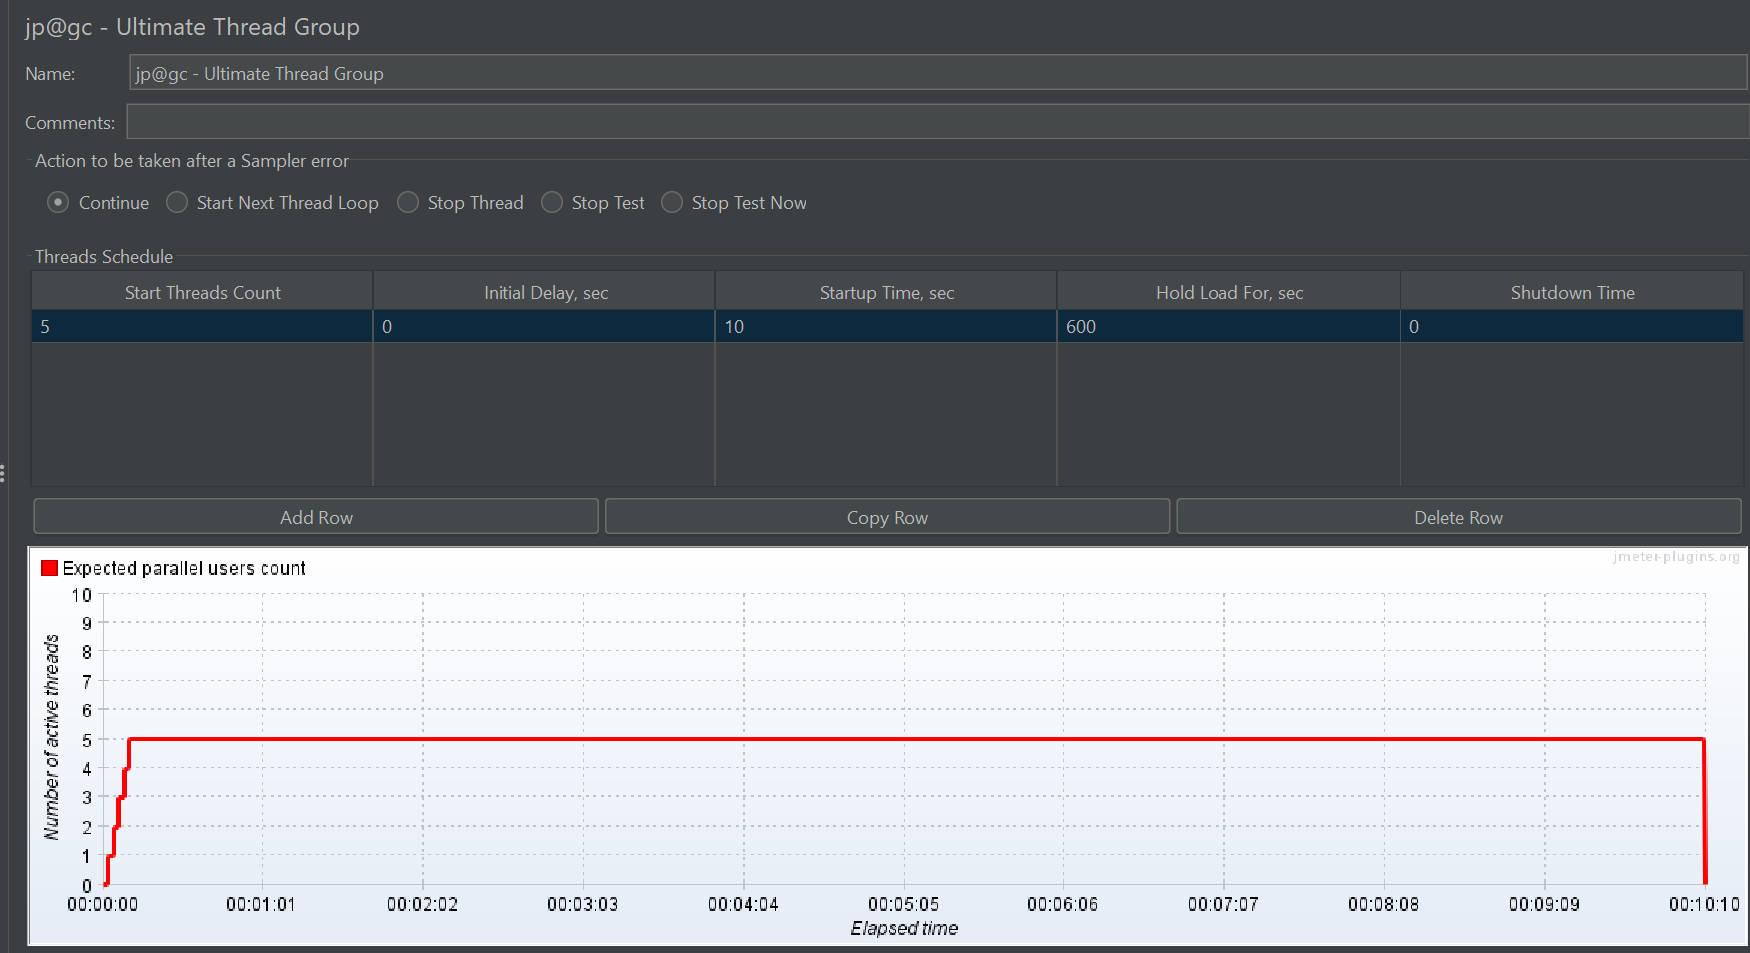 jp@gc - Ultimate Thread Group
Name: jp@gc - Ultimate Thread Group
Comments:
Action to be taken after a Sampler error
Continue Start Next Thread Loop Stop Thread Stop Test Stop Test Now
Threads Schedule
Start Threads Count Initial Delay, sec Startup Time, sec Hold Load For, sec Shutdown Time
5 0 10 600 0
Add Row Copy Row Delete Row
jmeter-plugins.org
Expected parallel users count
Number of active threads
10
9
8
7
6
5
4
3
2
1
0
00:00:00 00:01:01 00:02:02 00:03:03 00:04:04 00:05:05 00:06:06 00:07:07 00:08:08 00:09:09 00:10:10
Elapsed time